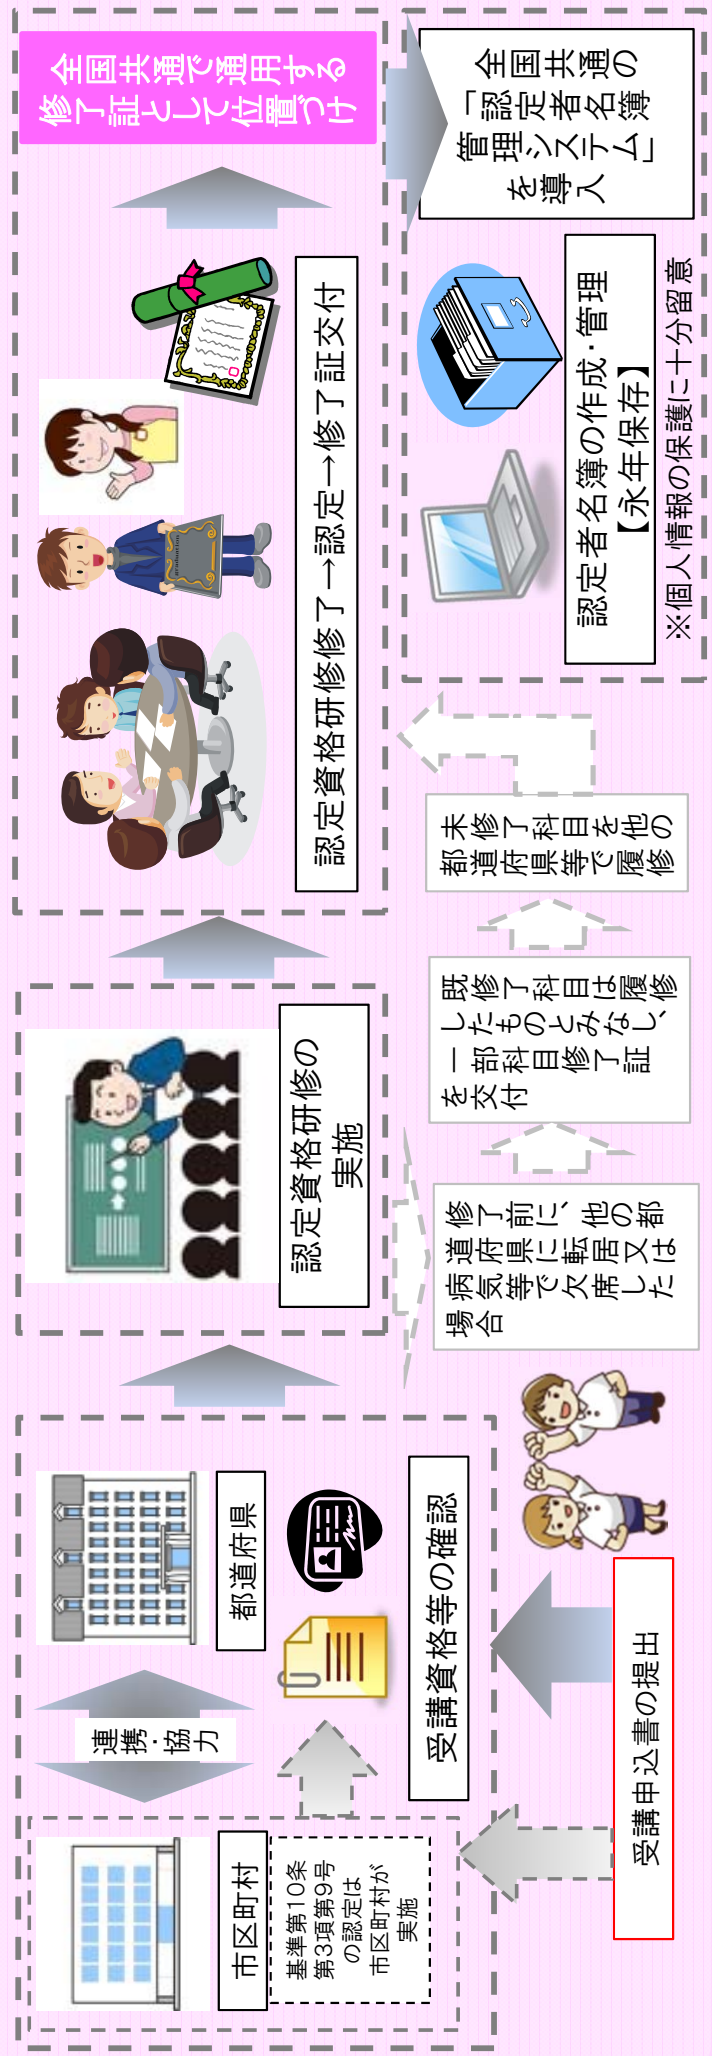 市区町村
基準第10条
第3項第9号
の認定は
市区町村が
実施
連携・協力
都道府県
受講資格等の確認
受講申込書の提出
認定資格研修の
実施
修了前に、他の都
道府県に転居又は
病気等で欠席した
場合
既修了科目は履修
したものとみなし、
一部科目修了証
を交付
未修了科目を他の
都道府県等で履修
認定資格研修修了→認定→修了証交付
graduation
全国共通で通用する
修了証として位置づけ
全国共通の
「認定者名簿
管理システム」
を導入
認定者名簿の作成・管理
【永年保存】
※個人情報の保護に十分留意